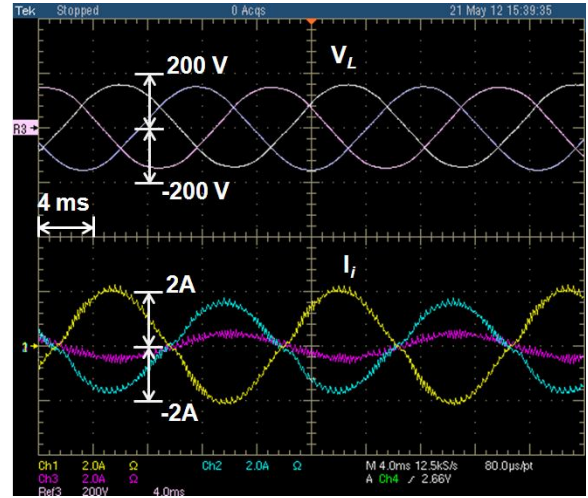 Tek Stopped 0 Acqs 21 May 12 15:39:35
200 V
V_L
R3
-200 V
4 ms
I_i
2A
1
-2A
Ch1 2.0A Ω Ch2 2.0A Ω M 4.0ms 12.5kS/s 80.0µs/pt
Ch3 2.0A Ω A Ch4 ∕ 2.66V
Ref3 200V 4.0ms